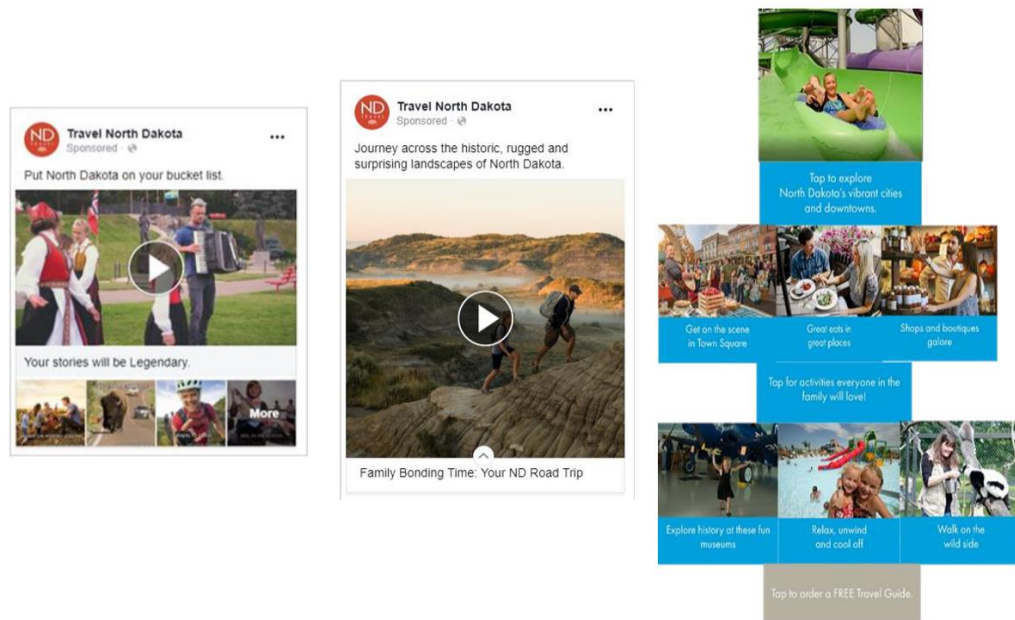 ND
TRAVEL
Travel North Dakota
Sponsored ·
Put North Dakota on your bucket list.
Your stories will be Legendary.
More
ND
TRAVEL
Travel North Dakota
Sponsored ·
Journey across the historic, rugged and
surprising landscapes of North Dakota.
Family Bonding Time: Your ND Road Trip
Tap to explore
North Dakota's vibrant cities
and downtowns.
Get on the scene
in Town Square
Great eats in
great places
Shops and boutiques
galore
Tap for activities everyone in the
family will love!
Explore history at these fun
museums
Relax, unwind
and cool off
Walk on the
wild side
Tap to order a FREE Travel Guide.